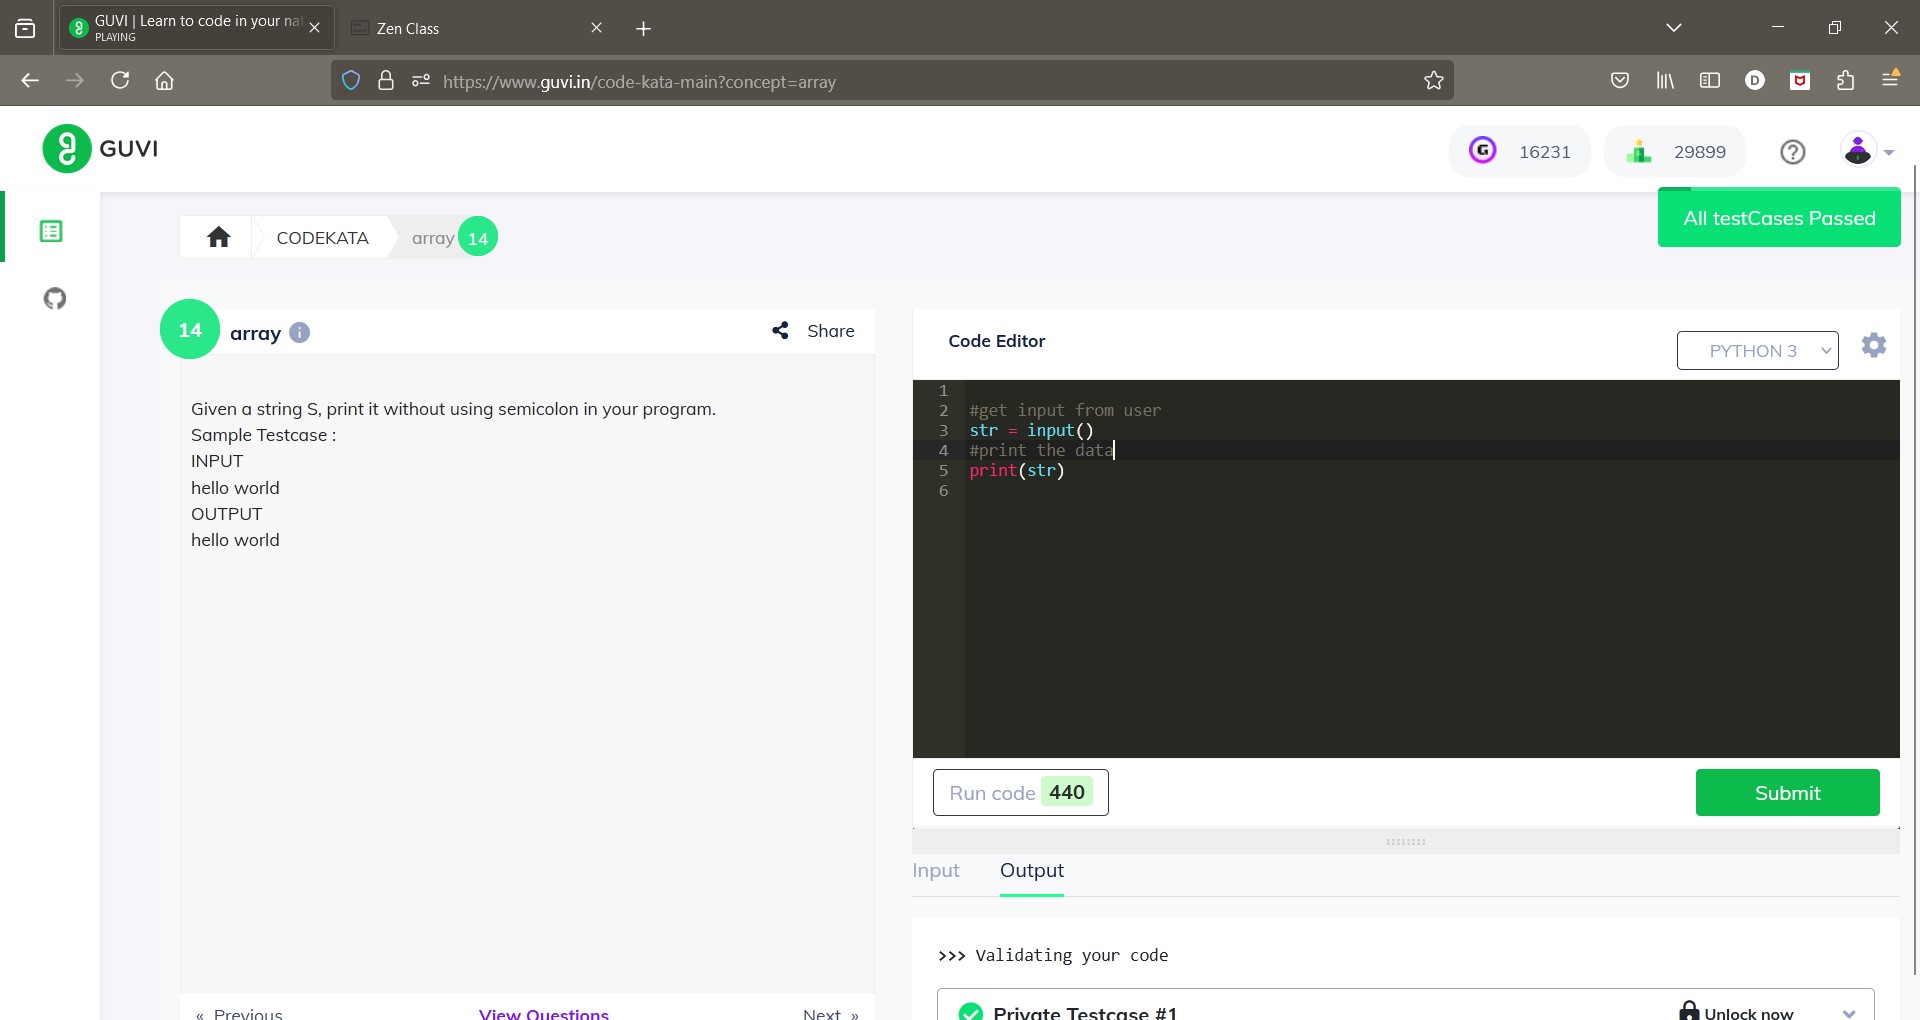 GUVI | Learn to code in your nat
PLAYING
Zen Class
https://www.guvi.in/code-kata-main?concept=array
D
GUVI
G 16231
29899
All testCases Passed
CODEKATA
array 14
14 array
Share
Given a string S, print it without using semicolon in your program.
Sample Testcase :
INPUT
hello world
OUTPUT
hello world
« Previous
View Questions
Next »
Code Editor
PYTHON 3
1
2 #get input from user
3 str = input()
4 #print the data
5 print(str)
6
Run code 440
Submit
Input
Output
>>> Validating your code
Private Testcase #1
Unlock now